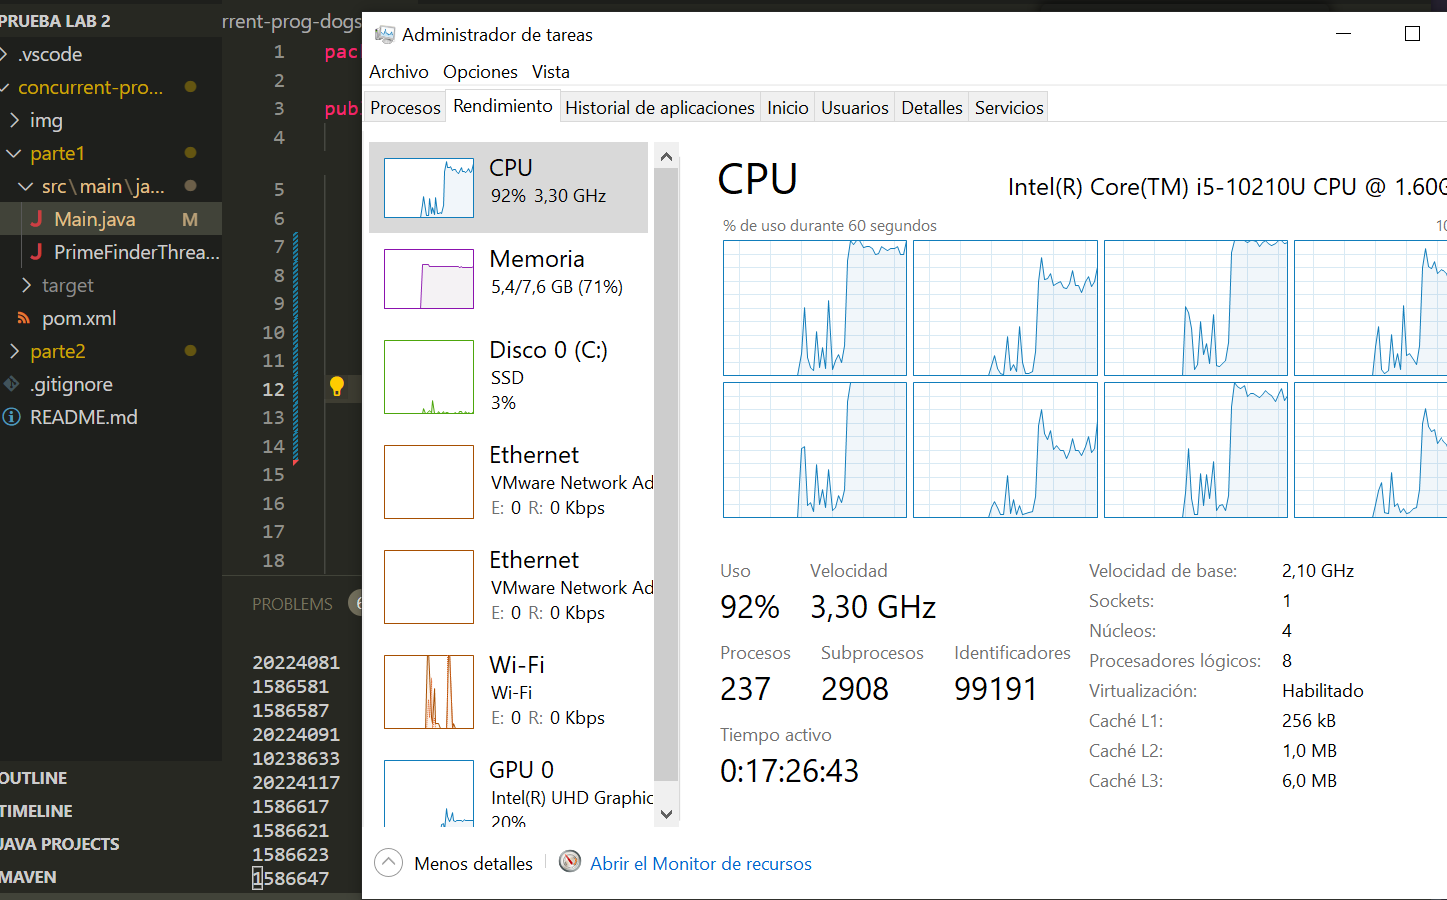 PRUEBA LAB 2
.vscode
concurrent-pro...
img
parte1
src\main\ja...
Main.java M
PrimeFinderThrea...
target
pom.xml
parte2
.gitignore
README.md
OUTLINE
TIMELINE
JAVA PROJECTS
MAVEN
rrent-prog-dogs
1 pac
2
3 pub
4
5
6
7
8
9
10
11
12
13
14
15
16
17
18
PROBLEMS 6
20224081
1586581
1586587
20224091
10238633
20224117
1586617
1586621
1586623
1586647
Administrador de tareas
Archivo Opciones Vista
Procesos Rendimiento Historial de aplicaciones Inicio Usuarios Detalles Servicios
CPU
92% 3,30 GHz
Memoria
5,4/7,6 GB (71%)
Disco 0 (C:)
SSD
3%
Ethernet
VMware Network Ad
E: 0 R: 0 Kbps
Ethernet
VMware Network Ad
E: 0 R: 0 Kbps
Wi-Fi
Wi-Fi
E: 0 R: 0 Kbps
GPU 0
Intel(R) UHD Graphic
20%
CPU
Intel(R) Core(TM) i5-10210U CPU @ 1.60G
% de uso durante 60 segundos
10
Uso Velocidad
92% 3,30 GHz
Procesos Subprocesos Identificadores
237 2908 99191
Tiempo activo
0:17:26:43
Velocidad de base: 2,10 GHz
Sockets: 1
Núcleos: 4
Procesadores lógicos: 8
Virtualización: Habilitado
Caché L1: 256 kB
Caché L2: 1,0 MB
Caché L3: 6,0 MB
Menos detalles
Abrir el Monitor de recursos